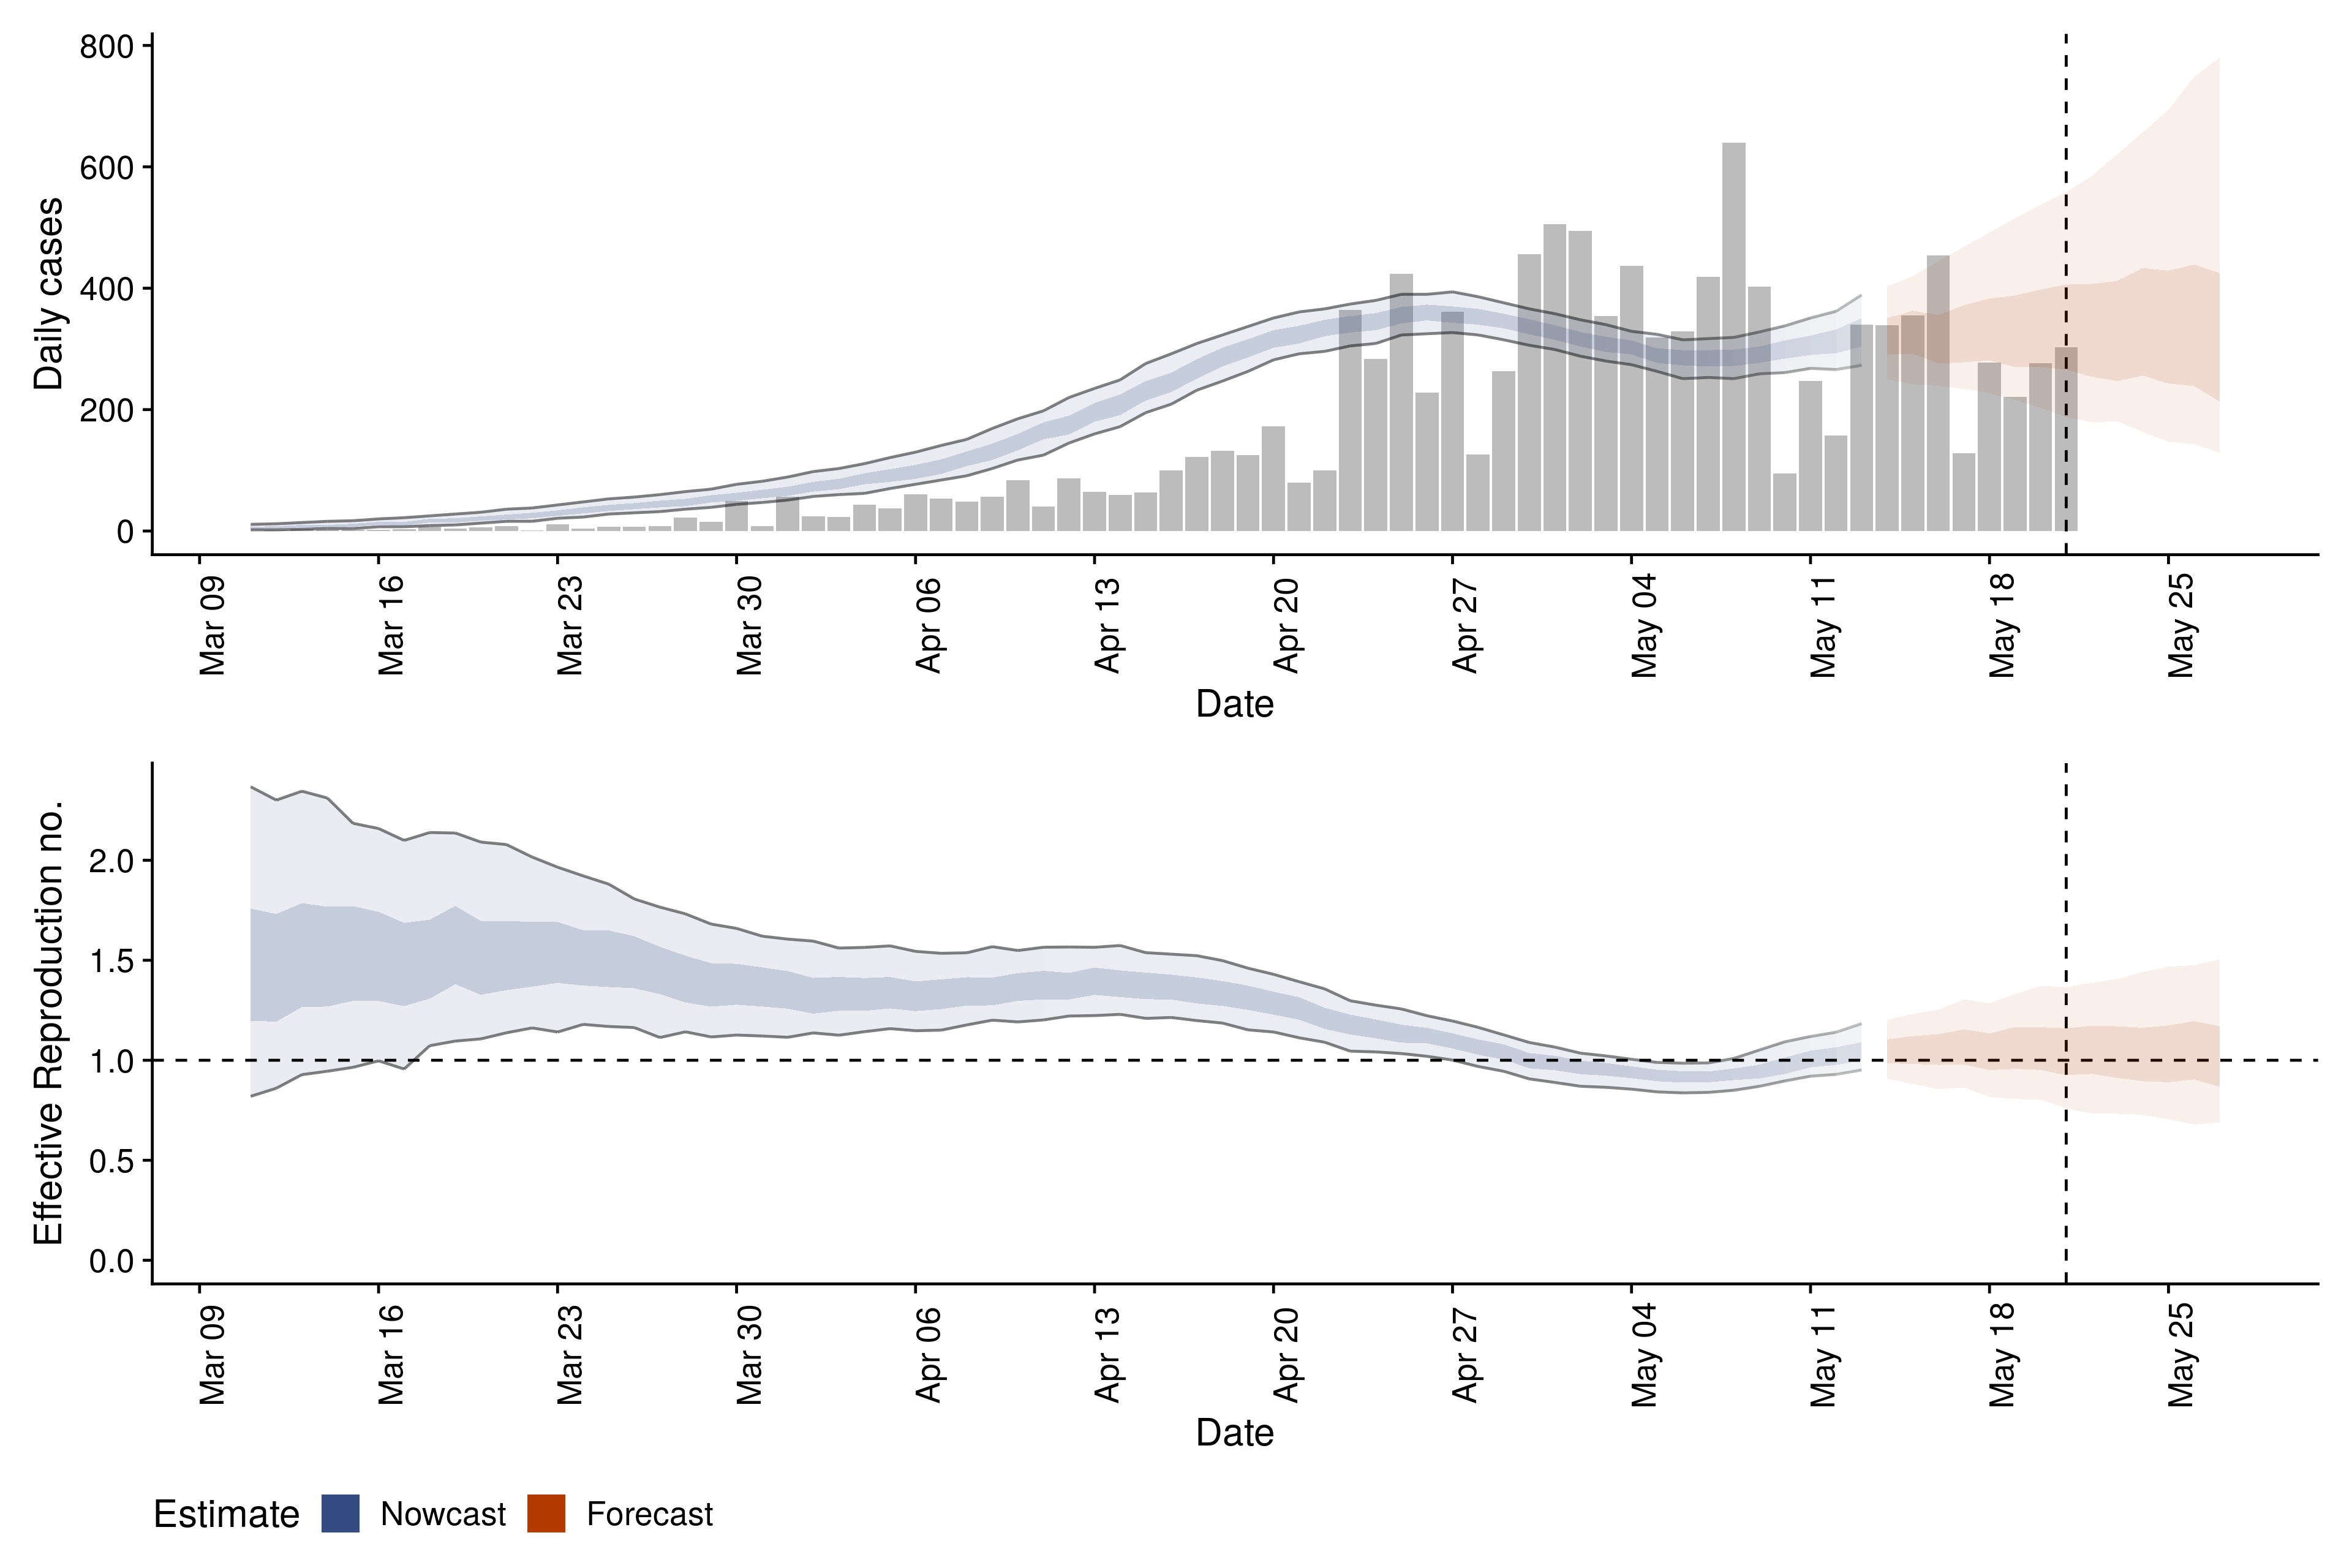 Daily cases
800
600
400
200
0
Mar 09 Mar 16 Mar 23 Mar 30 Apr 06 Apr 13 Apr 20 Apr 27 May 04 May 11 May 18 May 25
Date
Effective Reproduction no.
2.0
1.5
1.0
0.5
0.0
Mar 09 Mar 16 Mar 23 Mar 30 Apr 06 Apr 13 Apr 20 Apr 27 May 04 May 11 May 18 May 25
Date
Estimate Nowcast Forecast